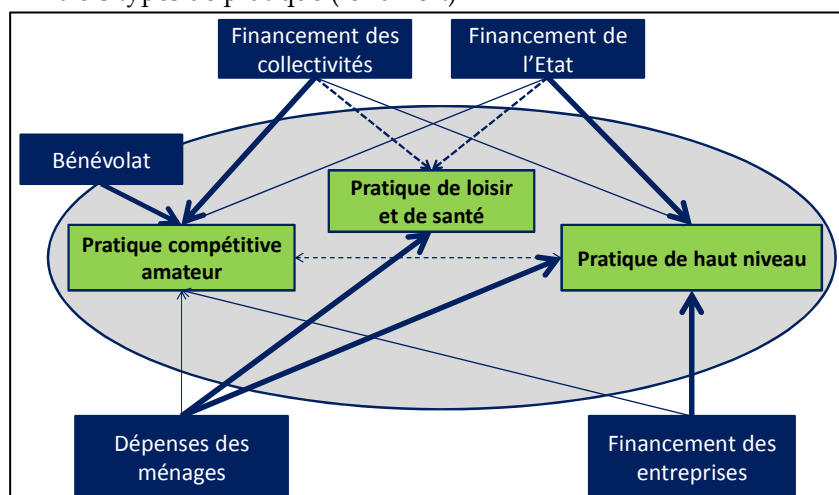 Financement des
collectivités
Financement de
l'Etat
Bénévolat
Pratique de loisir
et de santé
Pratique compétitive
amateur
Pratique de haut niveau
Dépenses des
ménages
Financement des
entreprises